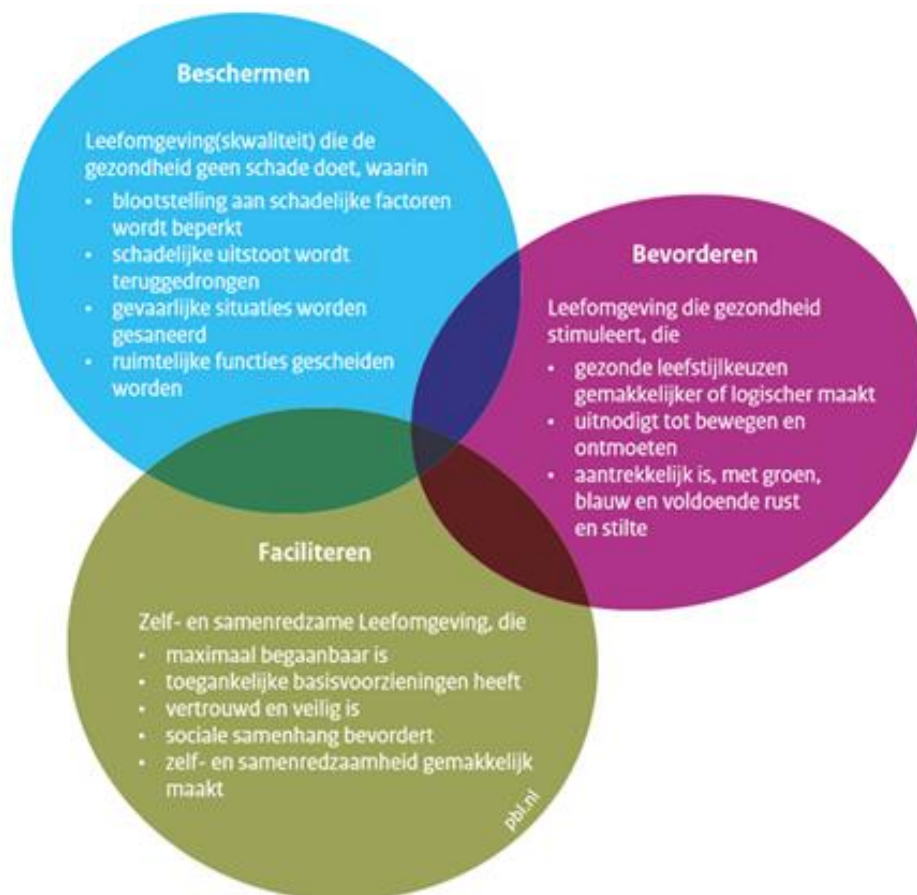 Beschermen
Leefomgeving(skwaliteit) die de
gezondheid geen schade doet, waarin
• blootstelling aan schadelijke factoren
wordt beperkt
• schadelijke uitstoot wordt
teruggedrongen
• gevaarlijke situaties worden
gesaneerd
• ruimtelijke functies gescheiden
worden
Bevorderen
Leefomgeving die gezondheid
stimuleert, die
• gezonde leefstijlkeuzen
gemakkelijker of logischer maakt
• uitnodigt tot bewegen en
ontmoeten
• aantrekkelijk is, met groen,
blauw en voldoende rust
en stilte
Faciliteren
Zelf- en samenredzame Leefomgeving, die
• maximaal begaanbaar is
• toegankelijke basisvoorzieningen heeft
• vertrouwd en veilig is
• sociale samenhang bevordert
• zelf- en samenredzaamheid gemakkelijk
maakt
pbl.nl